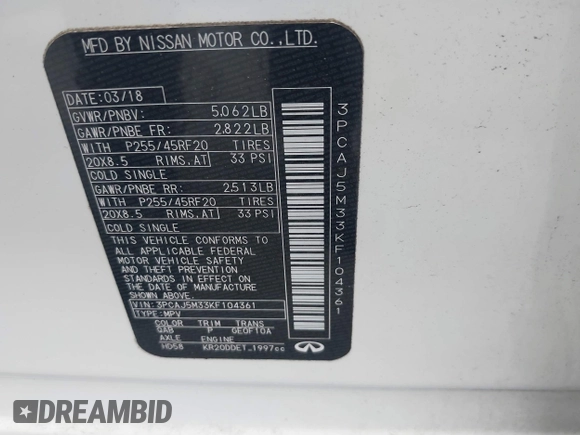 MFD BY NISSAN MOTOR CO.,LTD.
DATE:03/18
GVWR/PNBV: 5.062LB
GAWR/PNBE FR: 2.822LB
WITH P255/45RF20 TIRES
20X8.5 RIMS.AT 33 PSI
COLD SINGLE
GAWR/PNBE RR: 2.513LB
WITH P255/45RF20 TIRES
20X8.5 RIMS.AT 33 PSI
COLD SINGLE
THIS VEHICLE CONFORMS TO
ALL APPLICABLE FEDERAL
MOTOR VEHICLE SAFETY
AND THEFT PREVENTION
STANDARDS IN EFFECT ON
THE DATE OF MANUFACTURE
SHOWN ABOVE.
VIN:3PCAJ5M33KF104361
TYPE:MPV
COLOR TRIM TRANS
QAB P GE0F10A
AXLE ENGINE
HD58 KR20DDET 1997cc
INFINITI
3PCAJ5M33KF104361
DREAMBID